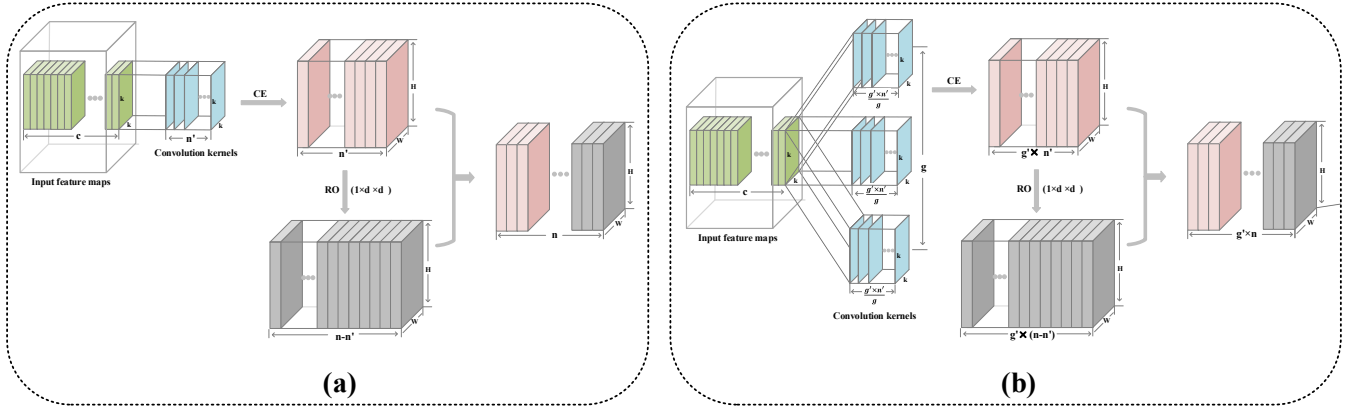 k
k
c
Input feature maps
k
k
n'
Convolution kernels
CE
H
W
n'
RO (1×d ×d )
H
W
n-n'
H
W
n
(a)
k
k
c
Input feature maps
k
k
g'×n'
g
k
k
g'×n'
g
k
k
g'×n'
g
Convolution kernels
g
CE
H
W
g'× n'
RO (1×d ×d )
H
W
g'× (n-n')
H
W
g'×n
(b)